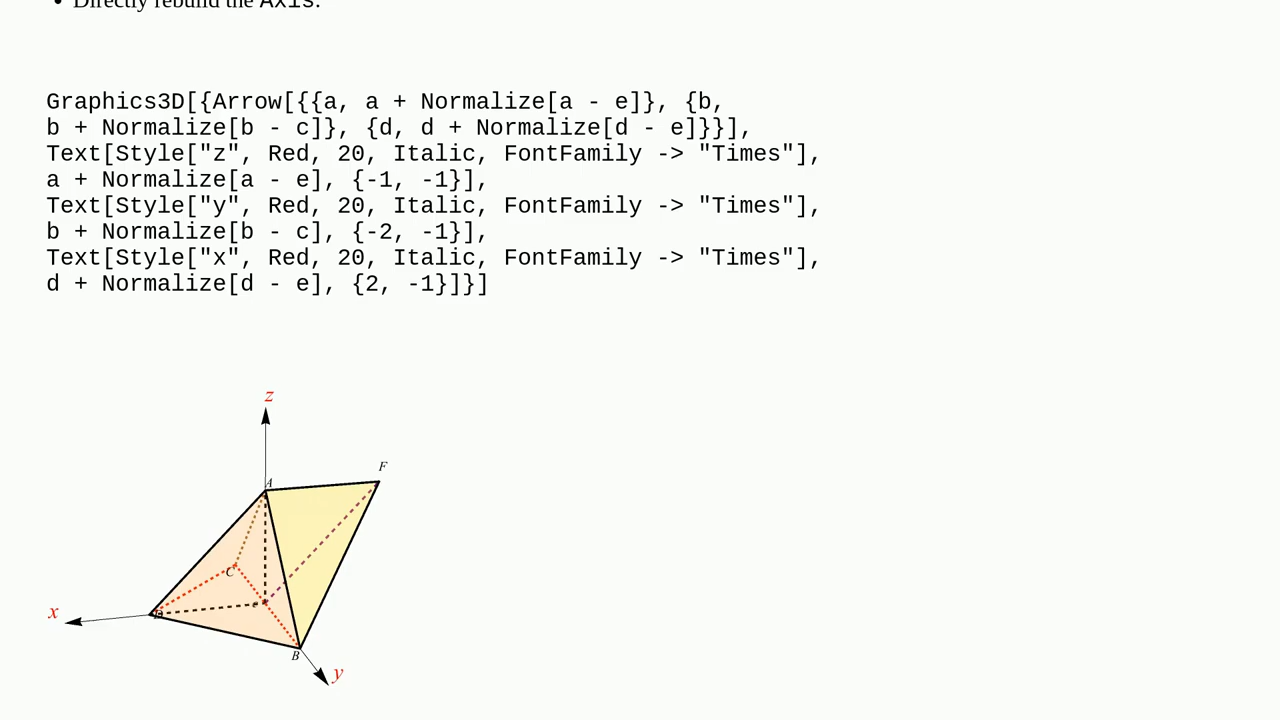 • Directly rebuild the Axis.
Graphics3D[{Arrow[{{a, a + Normalize[a - e]}, {b,
b + Normalize[b - c]}, {d, d + Normalize[d - e]}}],
Text[Style["z", Red, 20, Italic, FontFamily -> "Times"],
a + Normalize[a - e], {-1, -1}],
Text[Style["y", Red, 20, Italic, FontFamily -> "Times"],
b + Normalize[b - c], {-2, -1}],
Text[Style["x", Red, 20, Italic, FontFamily -> "Times"],
d + Normalize[d - e], {2, -1}]}]
z
F
A
C
x
D
B
y